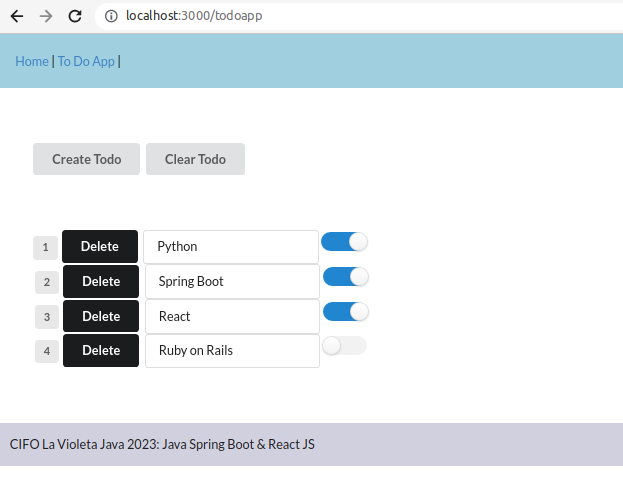 localhost:3000/todoapp
Home | To Do App |
Create Todo Clear Todo
1 Delete Python
2 Delete Spring Boot
3 Delete React
4 Delete Ruby on Rails
CIFO La Violeta Java 2023: Java Spring Boot & React JS